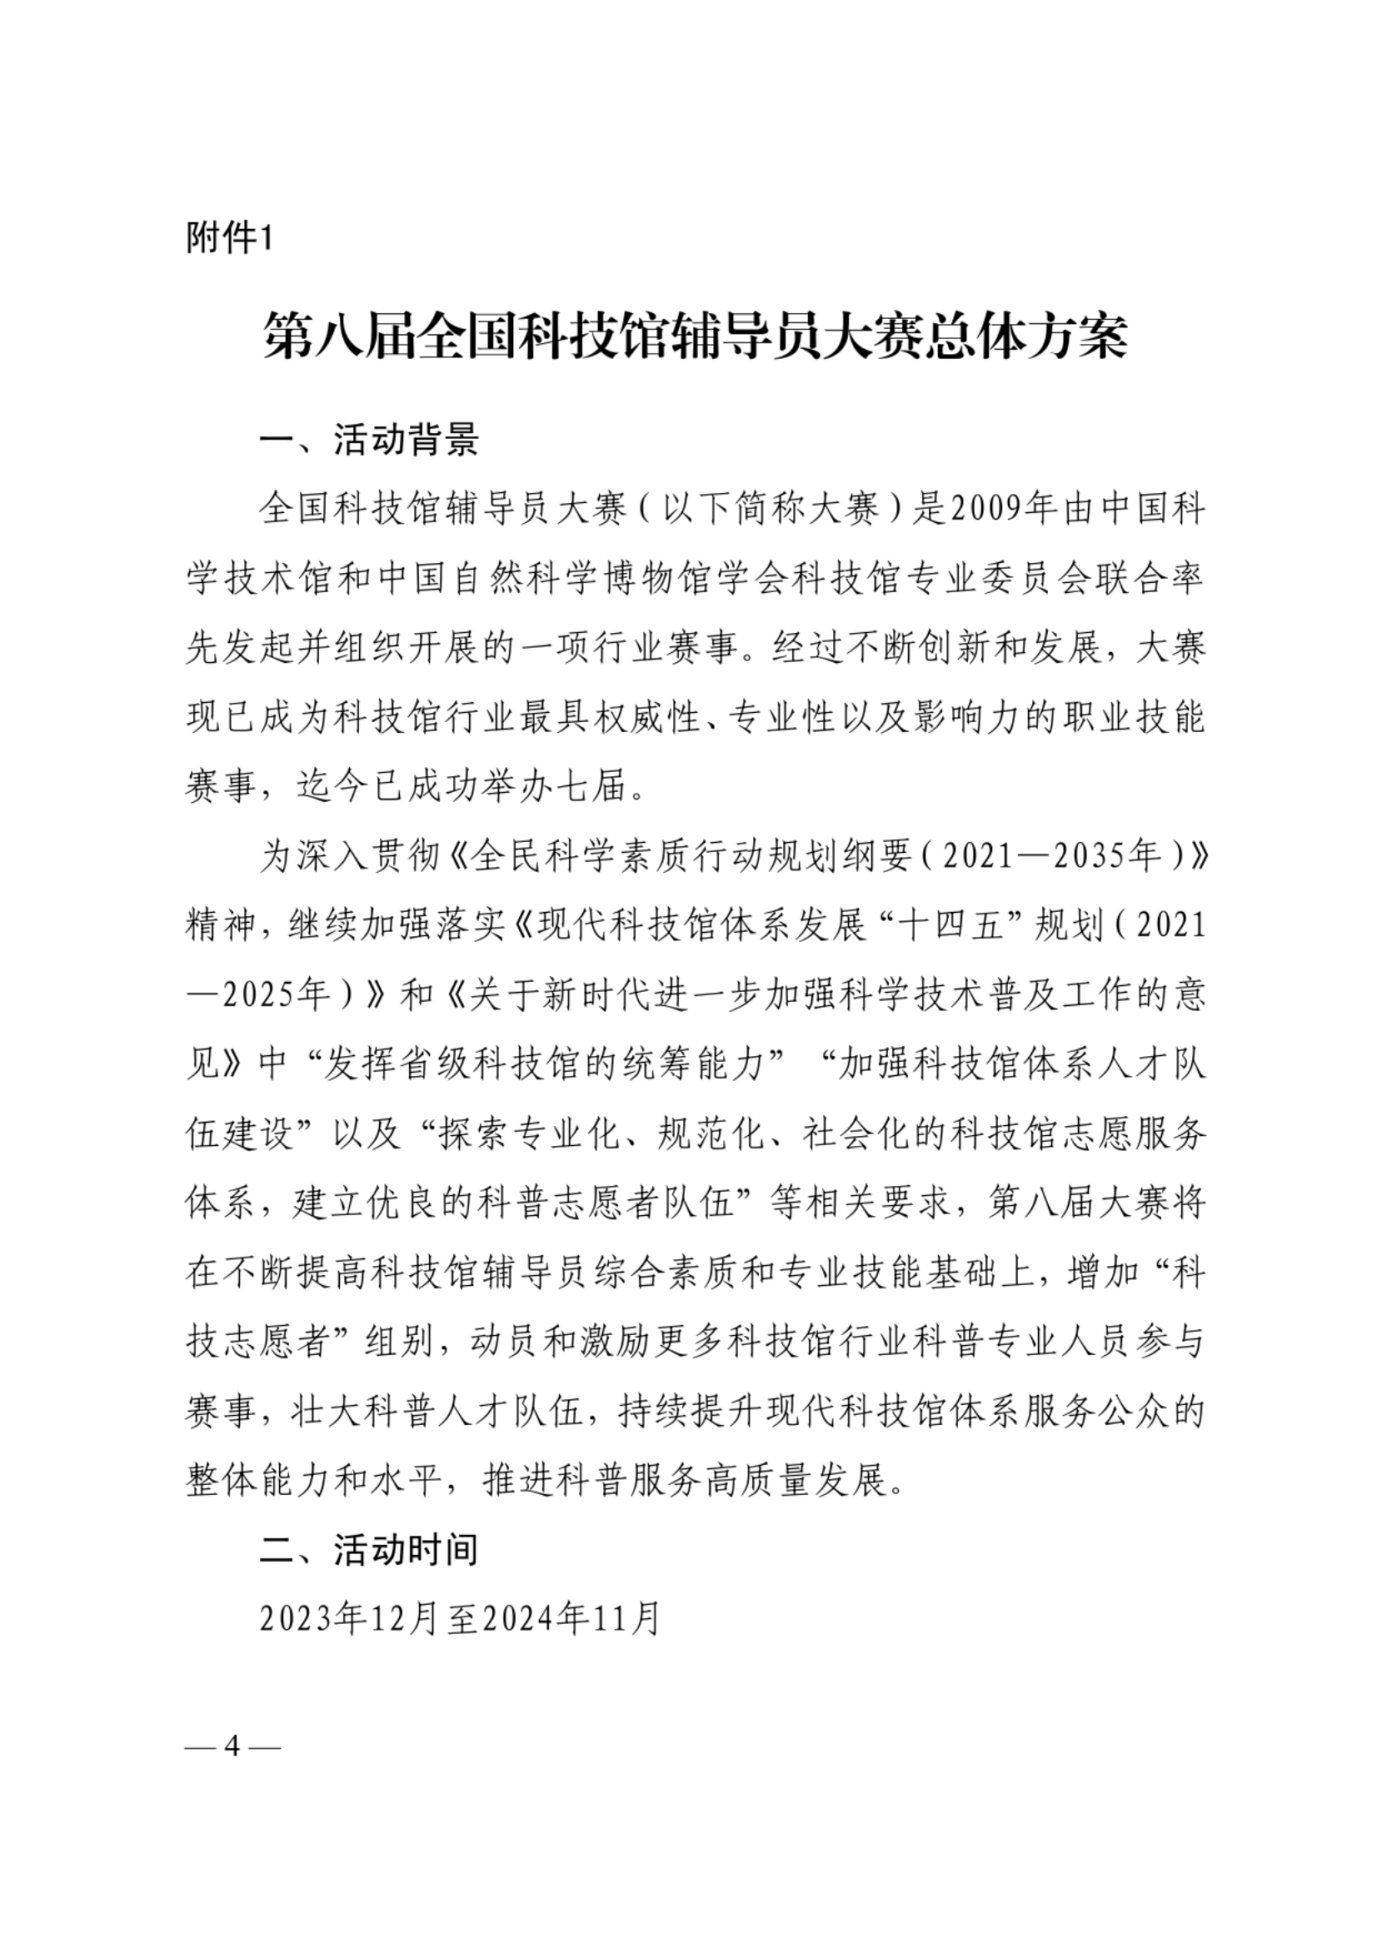 附件1
第八届全国科技馆辅导员大赛总体方案
一、活动背景
全国科技馆辅导员大赛（以下简称大赛）是2009年由中国科
学技术馆和中国自然科学博物馆学会科技馆专业委员会联合率
先发起并组织开展的一项行业赛事。经过不断创新和发展，大赛
现已成为科技馆行业最具权威性、专业性以及影响力的职业技能
赛事，迄今已成功举办七届。
为深入贯彻《全民科学素质行动规划纲要（2021—2035年）》
精神，继续加强落实《现代科技馆体系发展“十四五”规划（2021
—2025年）》和《关于新时代进一步加强科学技术普及工作的意
见》中“发挥省级科技馆的统筹能力”“加强科技馆体系人才队
伍建设”以及“探索专业化、规范化、社会化的科技馆志愿服务
体系，建立优良的科普志愿者队伍”等相关要求，第八届大赛将
在不断提高科技馆辅导员综合素质和专业技能基础上，增加“科
技志愿者”组别，动员和激励更多科技馆行业科普专业人员参与
赛事，壮大科普人才队伍，持续提升现代科技馆体系服务公众的
整体能力和水平，推进科普服务高质量发展。
二、活动时间
2023年12月至2024年11月
— 4 —